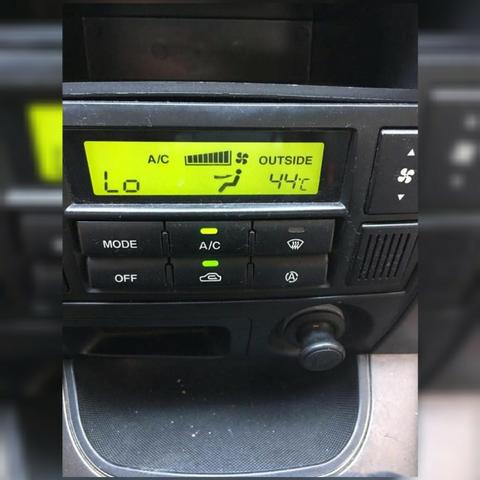 A/C OUTSIDE
Lo 44°C
MODE A/C
OFF A